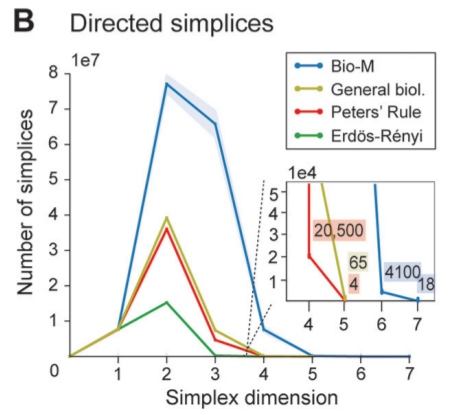 B Directed simplices
1e7
Number of simplices
8
7
6
5
4
3
2
1
0
1 2 3 4 5 6 7
Simplex dimension
Bio-M
General biol.
Peters' Rule
Erdös-Rényi
1e4
5
4
3
2
1
20,500
65
4
4100
18
4 5 6 7